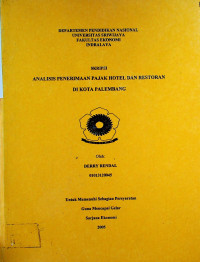 DEPARTEMEN PENDIDIKAN NASIONAL
UNIVERSITAS SRIWIJAYA
FAKULTAS EKONOMI
INDRALAYA
SKRIPSI
ANALISIS PENERIMAAN PAJAK HOTEL DAN RESTORAN
DI KOTA PALEMBANG
Oleh:
DERRY KENDAL
Untuk Memenuhi Sebagian Persyaratan
Guna Mencapai Gelar
Sarjana Ekonomi
2005